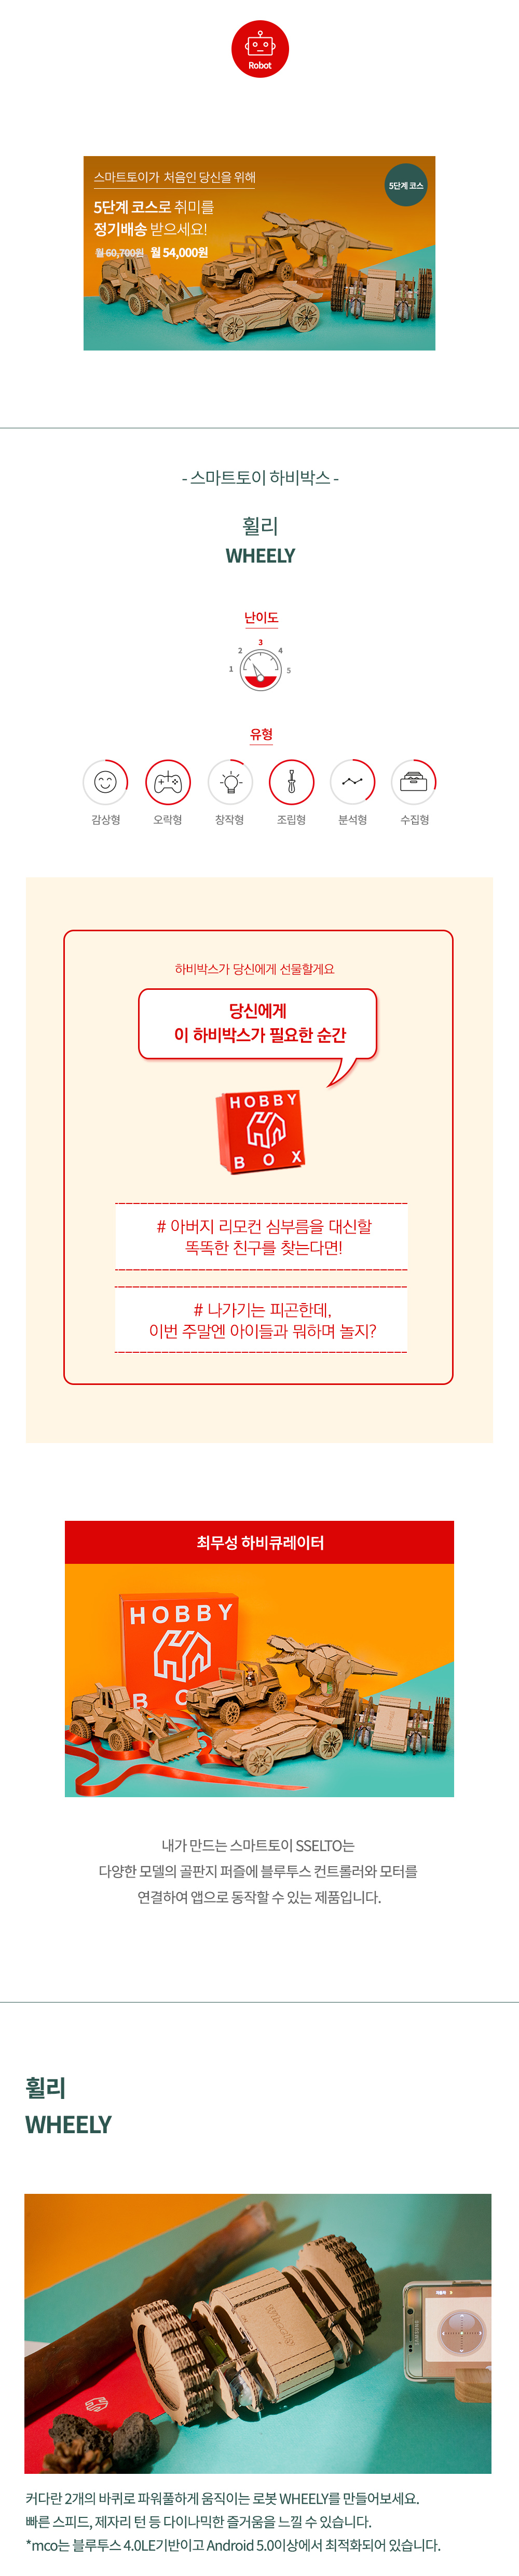 Robot
스마트토이가 처음인 당신을 위해
5단계 코스로 취미를
정기배송 받으세요!
월 60,700원 월 54,000원
5단계 코스
- 스마트토이 하비박스 -
휠리
WHEELY
난이도
1 2 3 4 5
유형
감상형 오락형 창작형 조립형 분석형 수집형
하비박스가 당신에게 선물할게요
당신에게
이 하비박스가 필요한 순간
HOBBY
BOX
# 아버지 리모컨 심부름을 대신할
똑똑한 친구를 찾는다면!
# 나가기는 피곤한데,
이번 주말엔 아이들과 뭐하며 놀지?
최무성 하비큐레이터
HOBBY
B O
내가 만드는 스마트토이 SSELTO는
다양한 모델의 골판지 퍼즐에 블루투스 컨트롤러와 모터를
연결하여 앱으로 동작할 수 있는 제품입니다.
휠리
WHEELY
커다란 2개의 바퀴로 파워풀하게 움직이는 로봇 WHEELY를 만들어보세요.
빠른 스피드, 제자리 턴 등 다이나믹한 즐거움을 느낄 수 있습니다.
*mco는 블루투스 4.0LE기반이고 Android 5.0이상에서 최적화되어 있습니다.